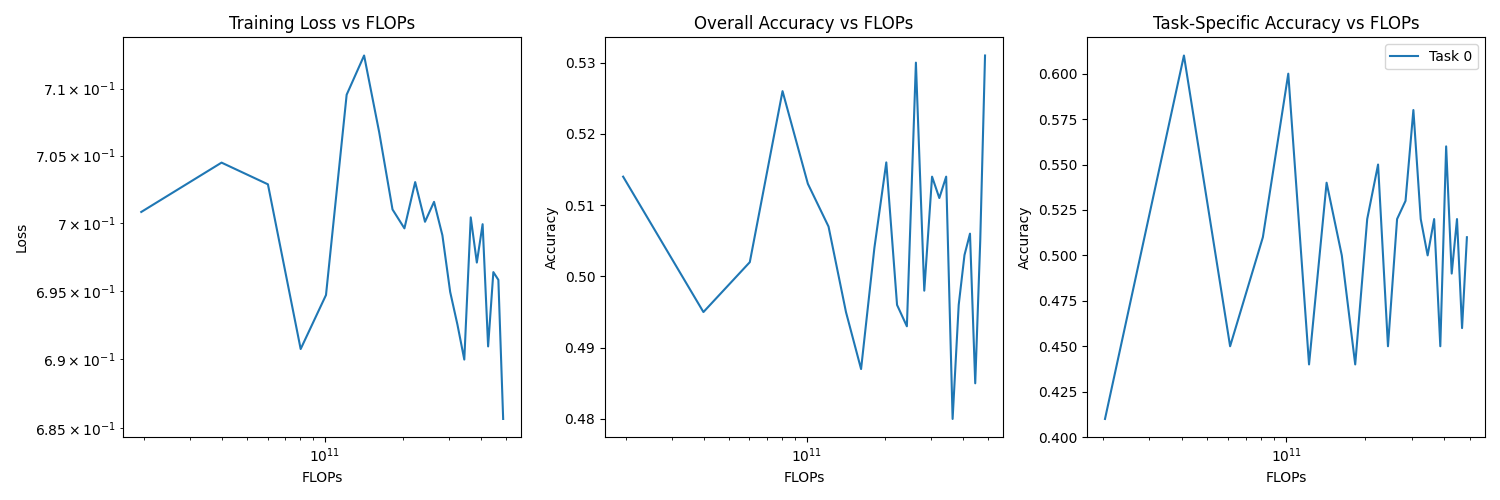 Training Loss vs FLOPs
7.1 × 10⁻¹
7.05 × 10⁻¹
7 × 10⁻¹
6.95 × 10⁻¹
6.9 × 10⁻¹
6.85 × 10⁻¹
Loss
10¹¹
FLOPs
Overall Accuracy vs FLOPs
0.53
0.52
0.51
0.50
0.49
0.48
Accuracy
10¹¹
FLOPs
Task-Specific Accuracy vs FLOPs
Task 0
0.600
0.575
0.550
0.525
0.500
0.475
0.450
0.425
0.400
Accuracy
10¹¹
FLOPs